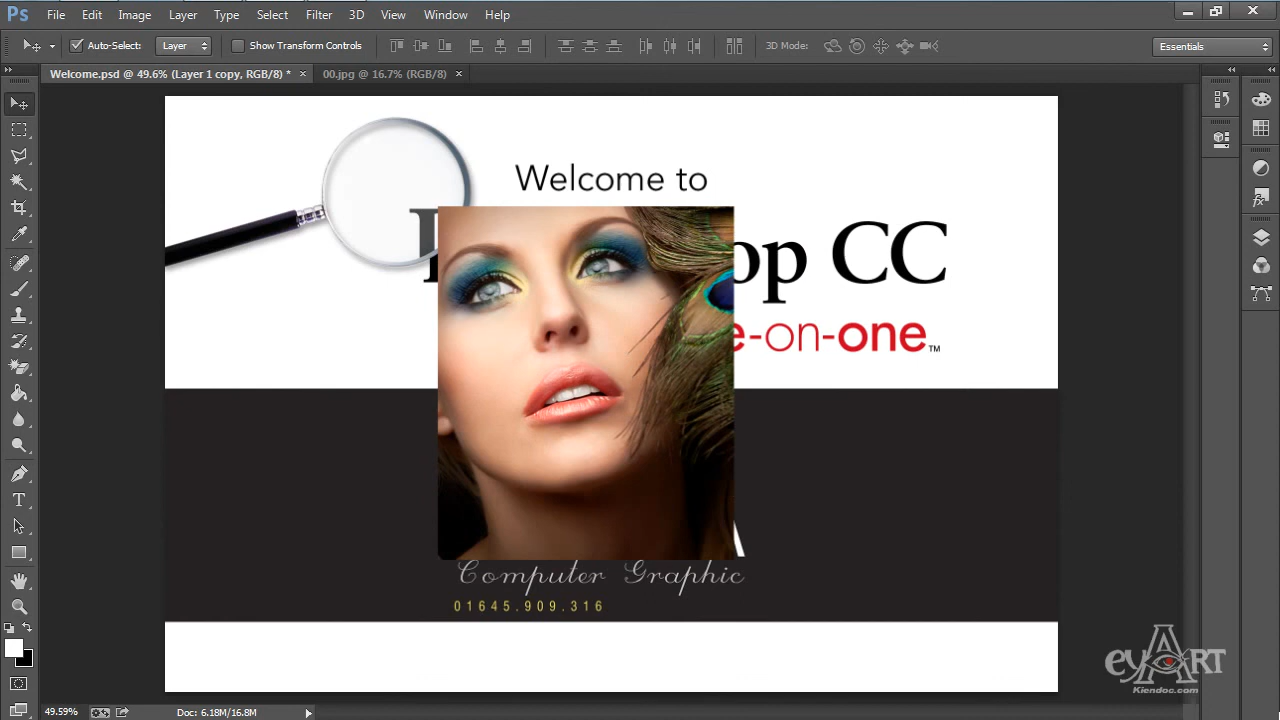 Ps File Edit Image Layer Type Select Filter 3D View Window Help
Auto-Select: Layer Show Transform Controls 3D Mode: Essentials
Welcome.psd @ 49.6% (Layer 1 copy, RGB/8) * × 00.jpg @ 16.7% (RGB/8) ×
Welcome to
op CC
e-on-one™
Computer Graphic
01645.909.316
eyART
Kiendoc.com
49.59% Doc: 6.18M/16.8M